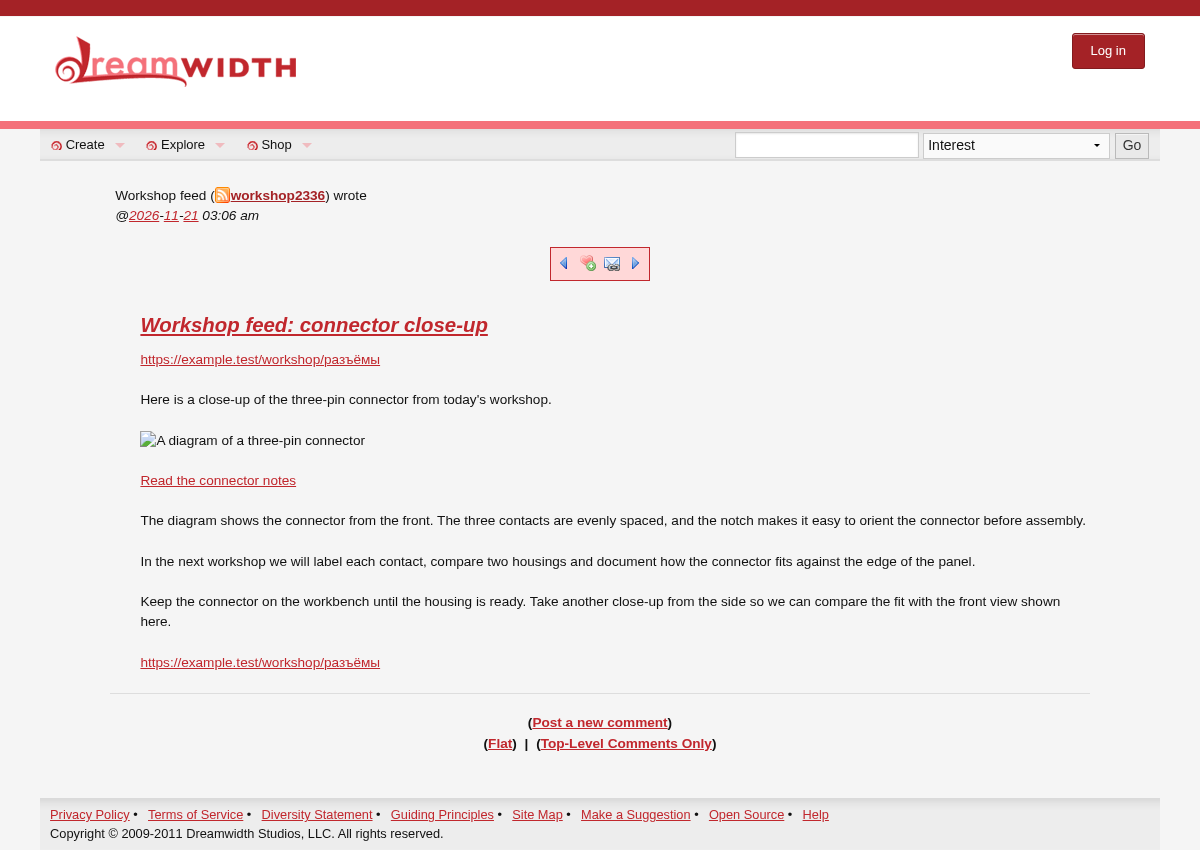 dreamWIDTH
Log in
Create Explore Shop Interest Go
Workshop feed (workshop2336) wrote
@2026-11-21 03:06 am
Workshop feed: connector close-up
https://example.test/workshop/разъёмы
Here is a close-up of the three-pin connector from today's workshop.
A diagram of a three-pin connector
Read the connector notes
The diagram shows the connector from the front. The three contacts are evenly spaced, and the notch makes it easy to orient the connector before assembly.
In the next workshop we will label each contact, compare two housings and document how the connector fits against the edge of the panel.
Keep the connector on the workbench until the housing is ready. Take another close-up from the side so we can compare the fit with the front view shown
here.
https://example.test/workshop/разъёмы
(Post a new comment)
(Flat) | (Top-Level Comments Only)
Privacy Policy • Terms of Service • Diversity Statement • Guiding Principles • Site Map • Make a Suggestion • Open Source • Help
Copyright © 2009-2011 Dreamwidth Studios, LLC. All rights reserved.